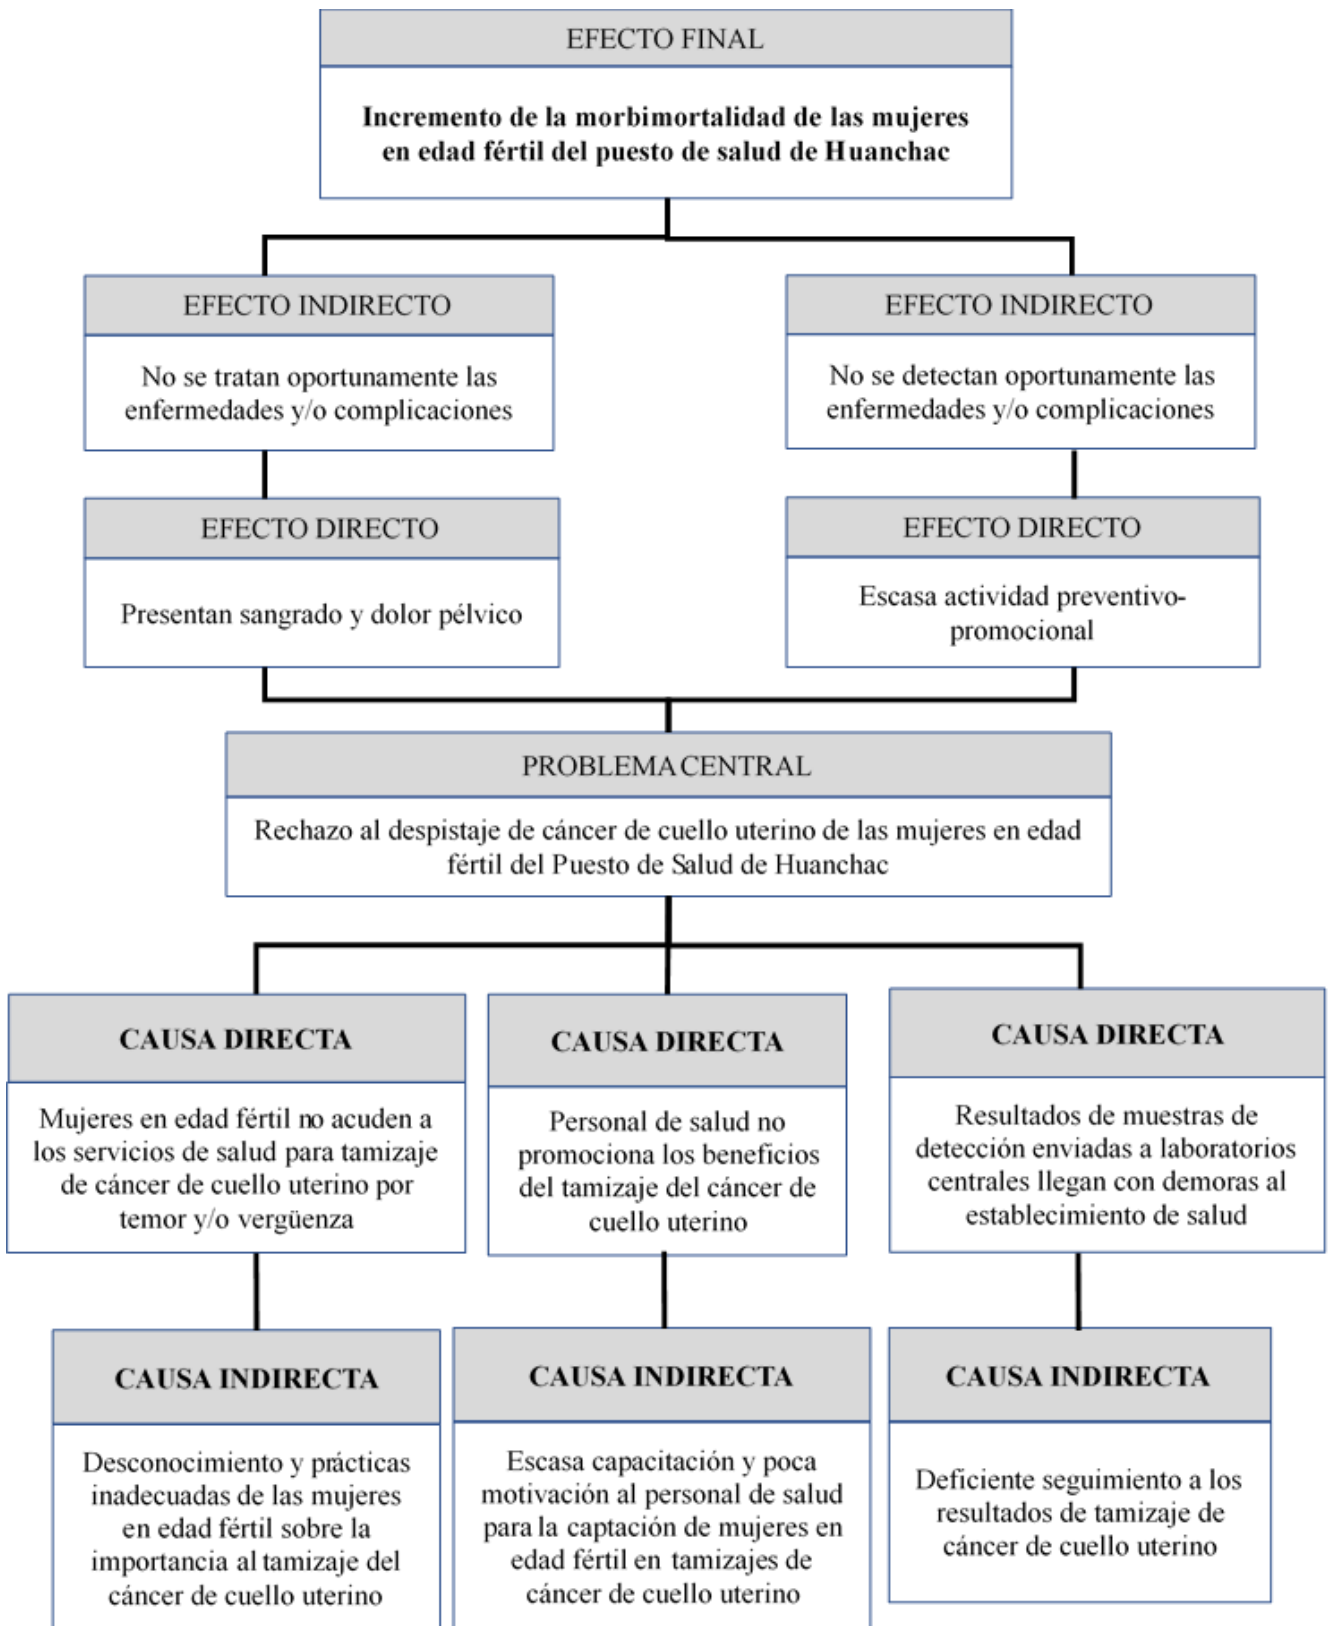 EFECTO FINAL
Incremento de la morbimortalidad de las mujeres
en edad fértil del puesto de salud de Huanchac
EFECTO INDIRECTO
No se tratan oportunamente las
enfermedades y/o complicaciones
EFECTO INDIRECTO
No se detectan oportunamente las
enfermedades y/o complicaciones
EFECTO DIRECTO
Presentan sangrado y dolor pélvico
EFECTO DIRECTO
Escasa actividad preventivo-
promocional
PROBLEMA CENTRAL
Rechazo al despistaje de cáncer de cuello uterino de las mujeres en edad
fértil del Puesto de Salud de Huanchac
CAUSA DIRECTA
Mujeres en edad fértil no acuden a
los servicios de salud para tamizaje
de cáncer de cuello uterino por
temor y/o vergüenza
CAUSA DIRECTA
Personal de salud no
promociona los beneficios
del tamizaje del cáncer de
cuello uterino
CAUSA DIRECTA
Resultados de muestras de
detección enviadas a laboratorios
centrales llegan con demoras al
establecimiento de salud
CAUSA INDIRECTA
Desconocimiento y prácticas
inadecuadas de las mujeres
en edad fértil sobre la
importancia al tamizaje del
cáncer de cuello uterino
CAUSA INDIRECTA
Escasa capacitación y poca
motivación al personal de salud
para la captación de mujeres en
edad fértil en tamizajes de
cáncer de cuello uterino
CAUSA INDIRECTA
Deficiente seguimiento a los
resultados de tamizaje de
cáncer de cuello uterino